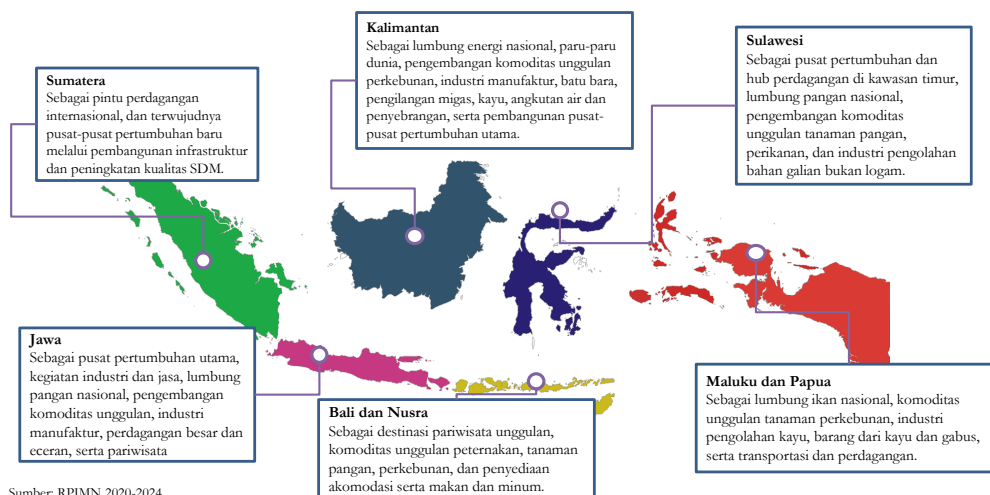 Kalimantan
Sebagai lumbung energi nasional, paru-paru
dunia, pengembangan komoditas unggulan
perkebunan, industri manufaktur, batu bara,
pengilangan migas, kayu, angkutan air dan
penyebrangan, serta pembangunan pusat-
pusat pertumbuhan utama.
Sulawesi
Sebagai pusat pertumbuhan dan
hub perdagangan di kawasan timur,
lumbung pangan nasional,
pengembangan komoditas
unggulan tanaman pangan,
perikanan, dan industri pengolahan
bahan galian bukan logam.
Sumatera
Sebagai pintu perdagangan
internasional, dan terwujudnya
pusat-pusat pertumbuhan baru
melalui pembangunan infrastruktur
dan peningkatan kualitas SDM.
Jawa
Sebagai pusat pertumbuhan utama,
kegiatan industri dan jasa, lumbung
pangan nasional, pengembangan
komoditas unggulan, industri
manufaktur, perdagangan besar dan
eceran, serta pariwisata
Bali dan Nusra
Sebagai destinasi pariwisata unggulan,
komoditas unggulan peternakan, tanaman
pangan, perkebunan, dan penyediaan
akomodasi serta makan dan minum.
Maluku dan Papua
Sebagai lumbung ikan nasional, komoditas
unggulan tanaman perkebunan, industri
pengolahan kayu, barang dari kayu dan gabus,
serta transportasi dan perdagangan.
Sumber: RPJMN 2020-2024